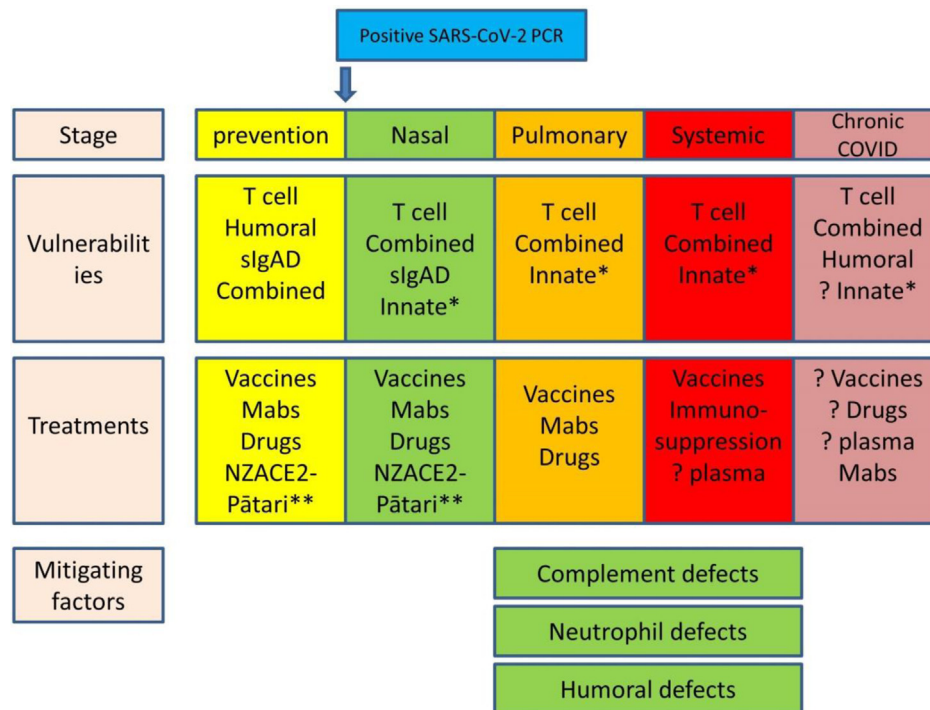 Positive SARS-CoV-2 PCR
Stage
prevention
Nasal
Pulmonary
Systemic
Chronic
COVID
Vulnerabilit
ies
T cell
Humoral
sIgAD
Combined
T cell
Combined
sIgAD
Innate*
T cell
Combined
Innate*
T cell
Combined
Innate*
T cell
Combined
Humoral
? Innate*
Treatments
Vaccines
Mabs
Drugs
NZACE2-
Pātari**
Vaccines
Mabs
Drugs
NZACE2-
Pātari**
Vaccines
Mabs
Drugs
Vaccines
Immuno-
suppression
? plasma
? Vaccines
? Drugs
? plasma
Mabs
Mitigating
factors
Complement defects
Neutrophil defects
Humoral defects